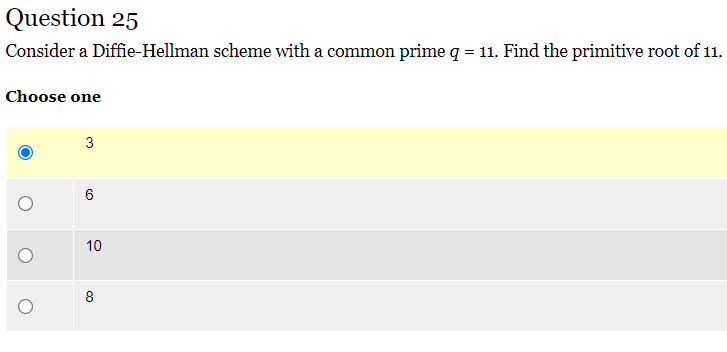 Question 25
Consider a Diffie-Hellman scheme with a common prime q = 11. Find the primitive root of 11.
Choose one
3
6
10
8